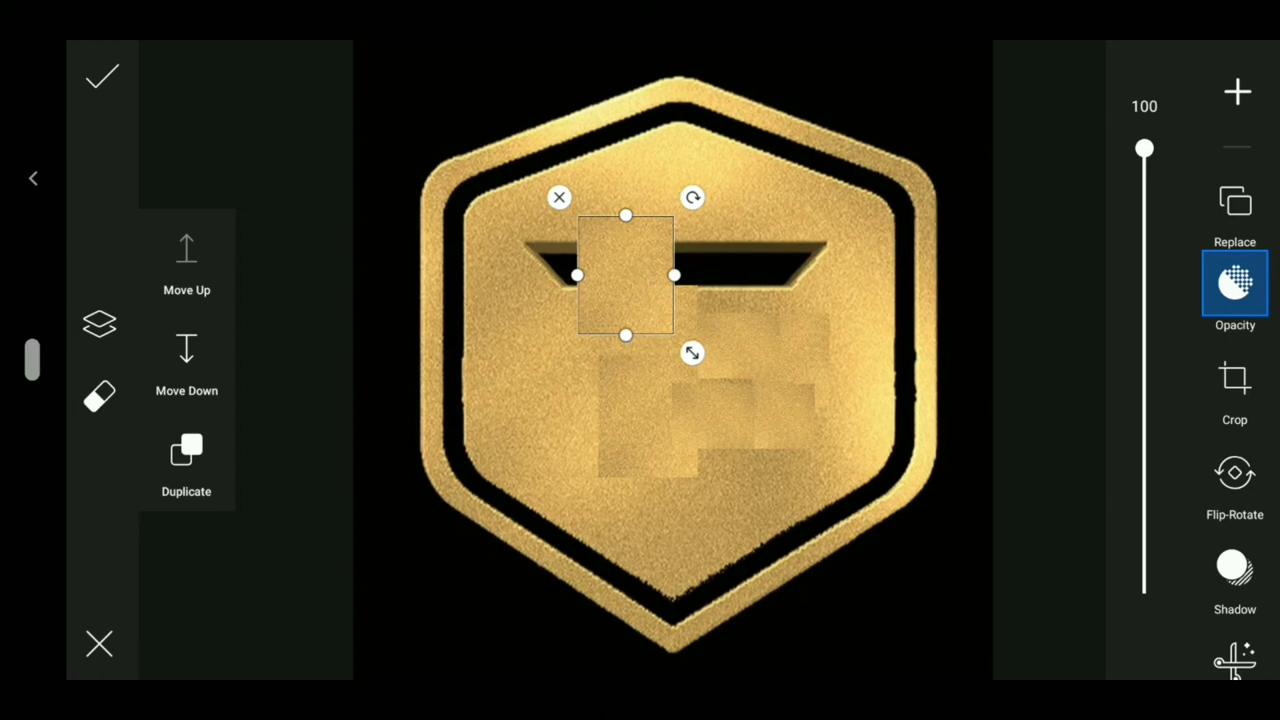 100
Replace
Move Up
Opacity
Move Down
Crop
Duplicate
Flip-Rotate
Shadow